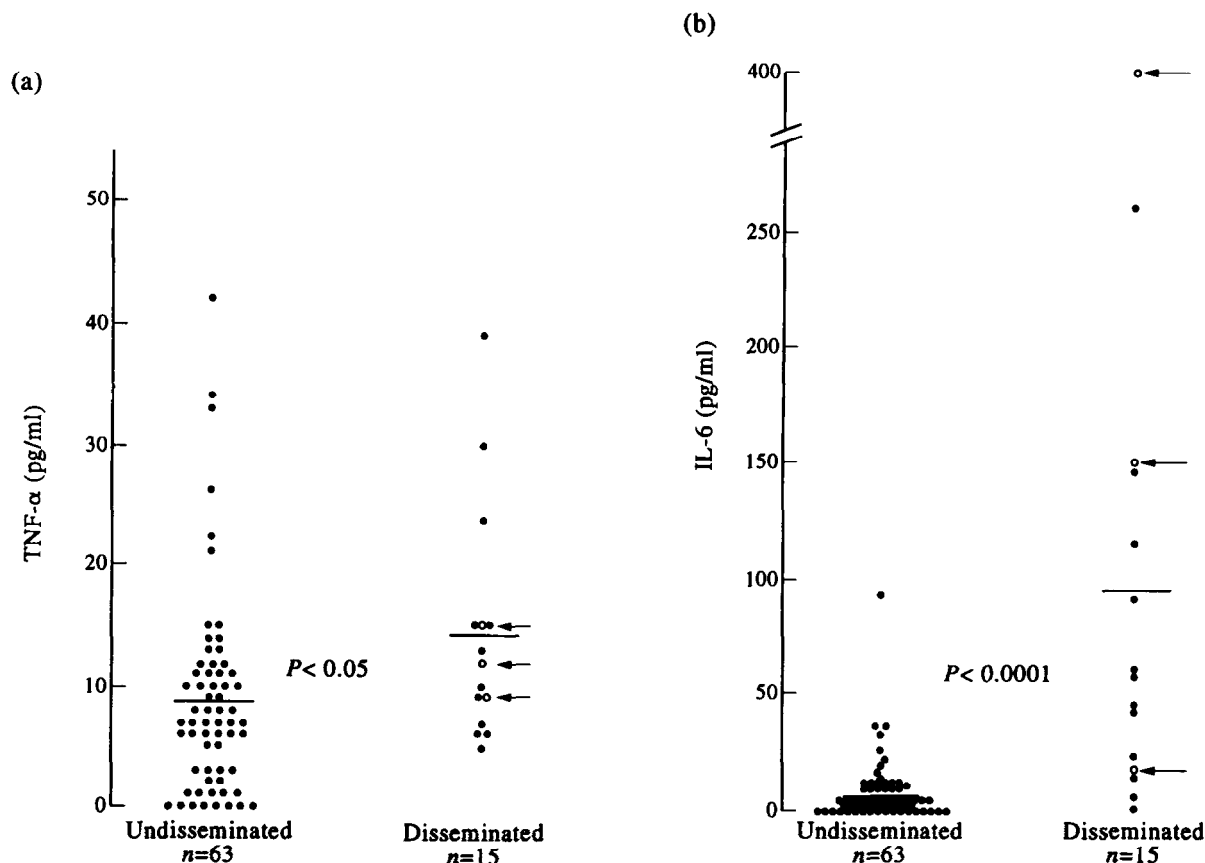 (a)
50
40
30
20
10
0
TNF-α (pg/ml)
P< 0.05
Undisseminated
n=63
Disseminated
n=15
(b)
400
250
200
150
100
50
0
IL-6 (pg/ml)
P< 0.0001
Undisseminated
n=63
Disseminated
n=15